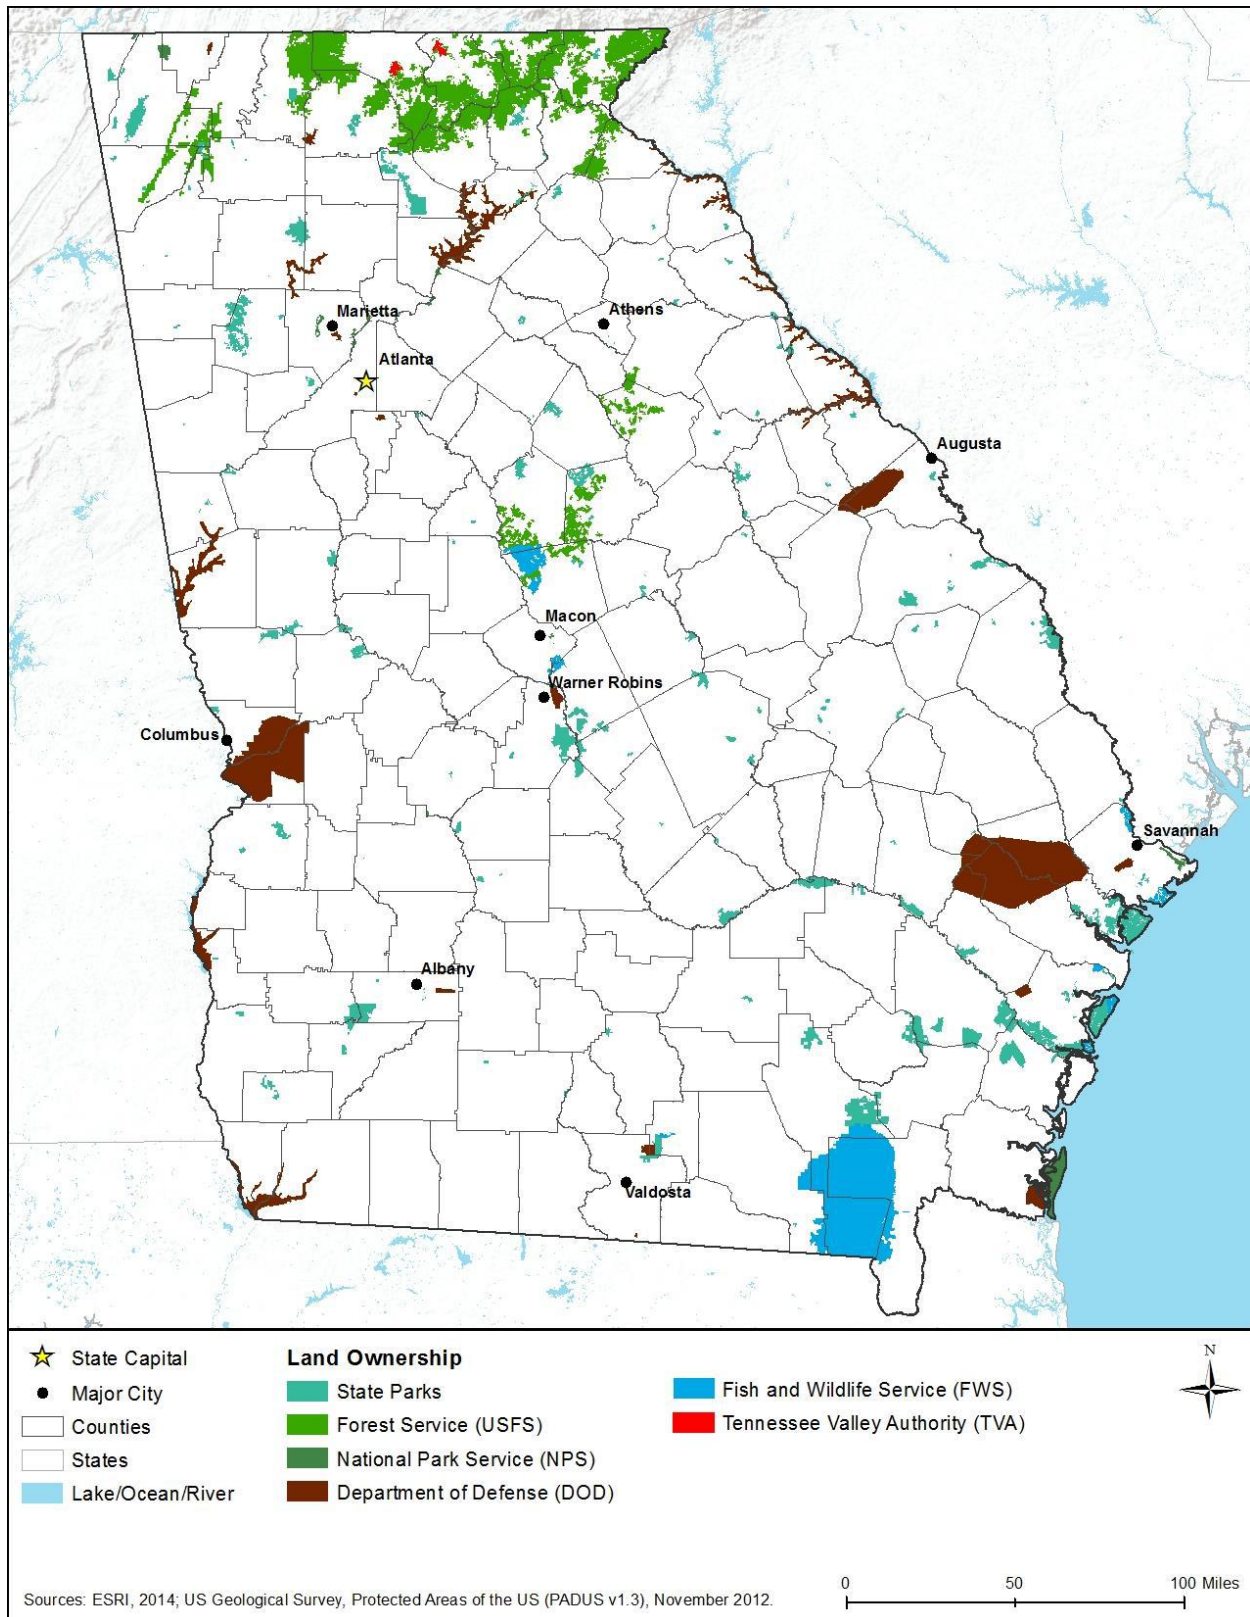 Marietta
Athens
Atlanta
Augusta
Macon
Warner Robins
Columbus
Savannah
Albany
Valdosta
State Capital
Major City
Counties
States
Lake/Ocean/River
Land Ownership
State Parks
Forest Service (USFS)
National Park Service (NPS)
Department of Defense (DOD)
Fish and Wildlife Service (FWS)
Tennessee Valley Authority (TVA)
N
0 50 100 Miles
Sources: ESRI, 2014; US Geological Survey, Protected Areas of the US (PADUS v1.3), November 2012.